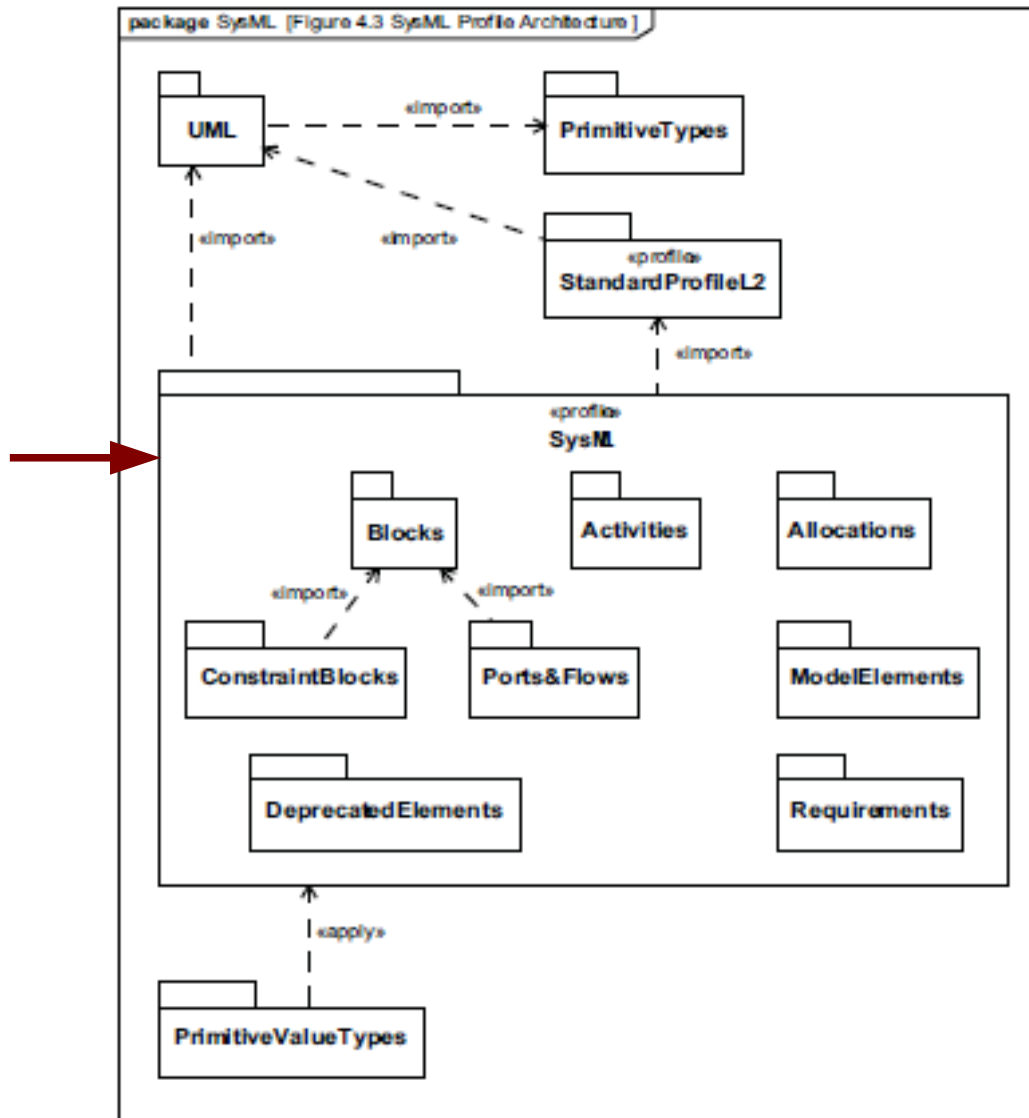 package SysML [Figure 4.3 SysML Profile Architecture ]
«import»
UML
PrimitiveTypes
«import»
«import»
«profile»
StandardProfileL2
«import»
«profile»
SysML
Blocks
Activities
Allocations
«import»
«import»
ConstraintBlocks
Ports&Flows
ModelElements
DeprecatedElements
Requirements
«apply»
PrimitiveValueTypes